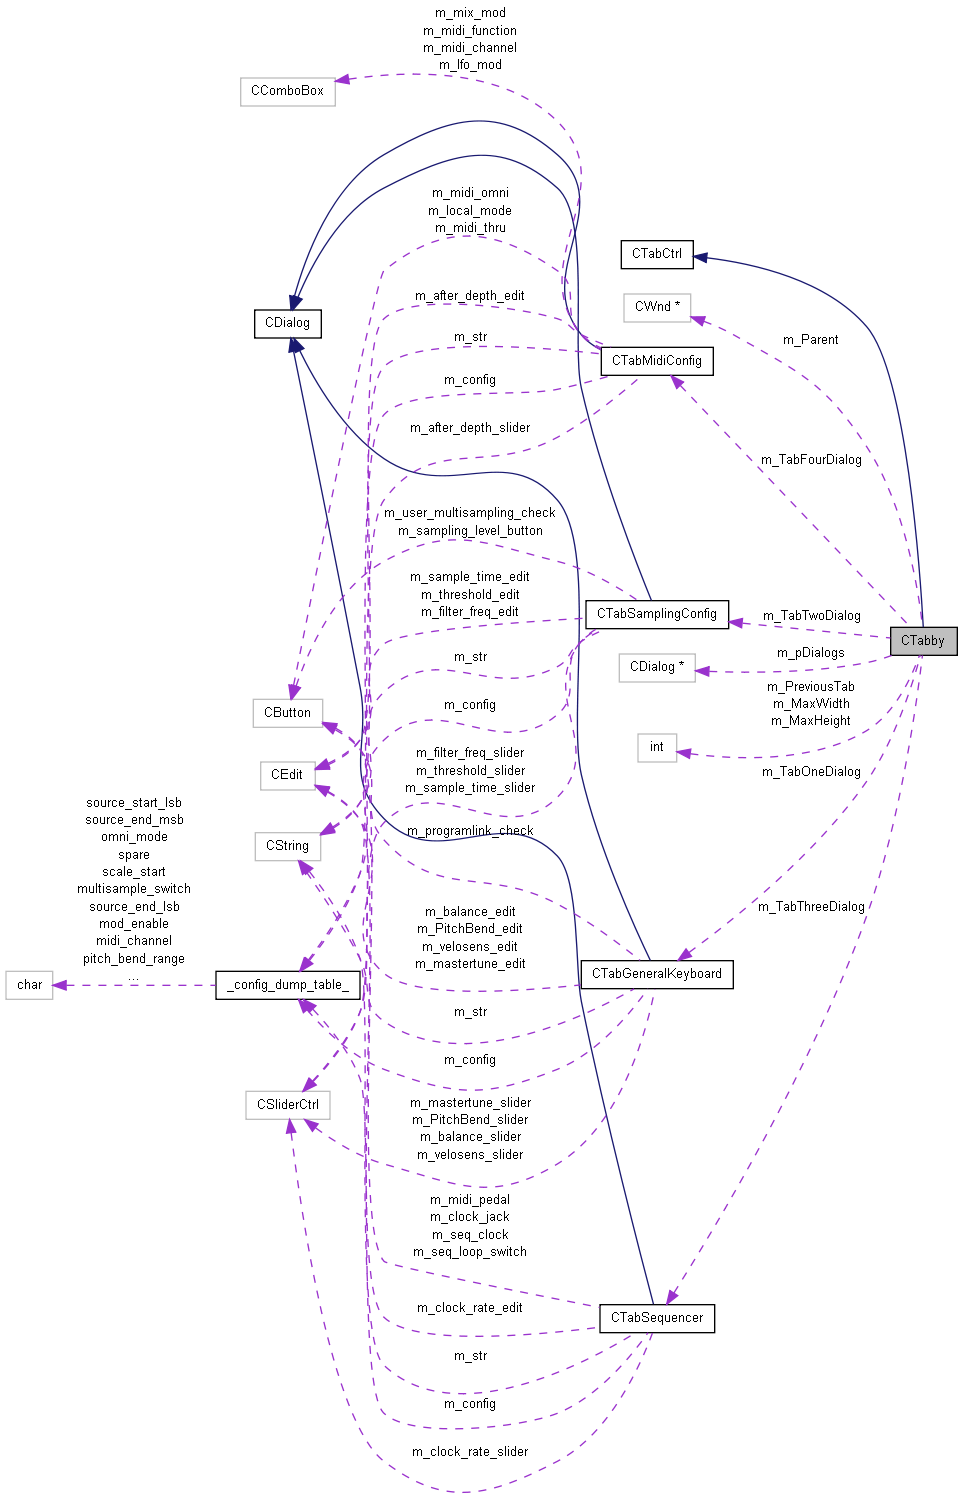 m_mix_mod
m_midi_function
m_midi_channel
m_lfo_mod
CComboBox
m_midi_omni
m_local_mode
m_midi_thru
CTabCtrl
CWnd *
m_after_depth_edit
CDialog
m_str
m_Parent
CTabMidiConfig
m_config
m_after_depth_slider
m_TabFourDialog
m_user_multisampling_check
m_sampling_level_button
m_sample_time_edit
m_threshold_edit
m_filter_freq_edit
CTabSamplingConfig
m_TabTwoDialog
CTabby
m_str
CDialog *
m_pDialogs
m_PreviousTab
m_MaxWidth
m_MaxHeight
m_config
CButton
int
m_filter_freq_slider
m_threshold_slider
m_sample_time_slider
CEdit
m_TabOneDialog
source_start_lsb
source_end_msb
omni_mode
spare
scale_start
multisample_switch
source_end_lsb
mod_enable
midi_channel
pitch_bend_range
...
m_programlink_check
CString
m_TabThreeDialog
m_balance_edit
m_PitchBend_edit
m_velosens_edit
m_mastertune_edit
CTabGeneralKeyboard
char
_config_dump_table_
m_str
m_config
CSliderCtrl
m_mastertune_slider
m_PitchBend_slider
m_balance_slider
m_velosens_slider
m_midi_pedal
m_clock_jack
m_seq_clock
m_seq_loop_switch
m_clock_rate_edit
CTabSequencer
m_str
m_config
m_clock_rate_slider